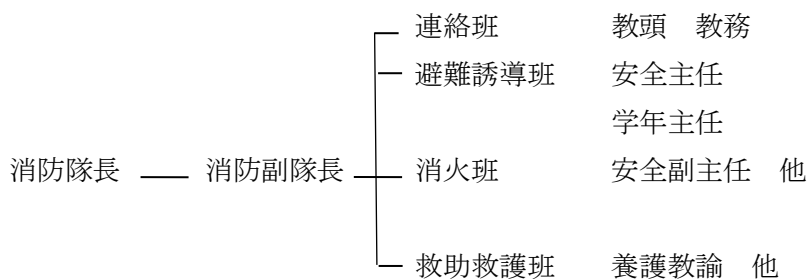 連絡班 教頭 教務
避難誘導班 安全主任
学年主任
消防隊長 消防副隊長 消火班 安全副主任 他
救助救護班 養護教諭 他